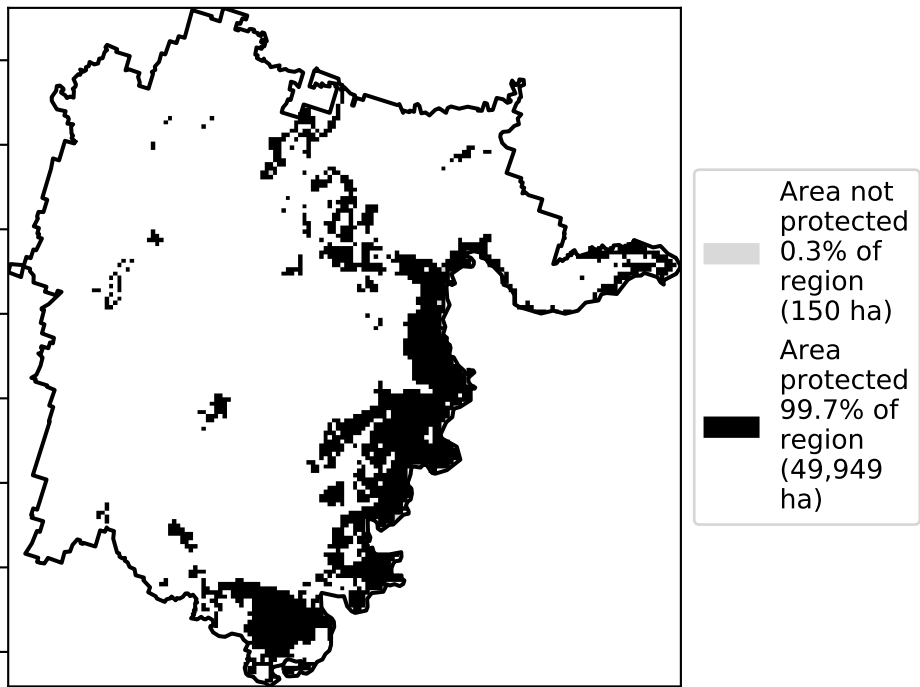 Area not
protected
0.3% of
region
(150 ha)
Area
protected
99.7% of
region
(49,949
ha)